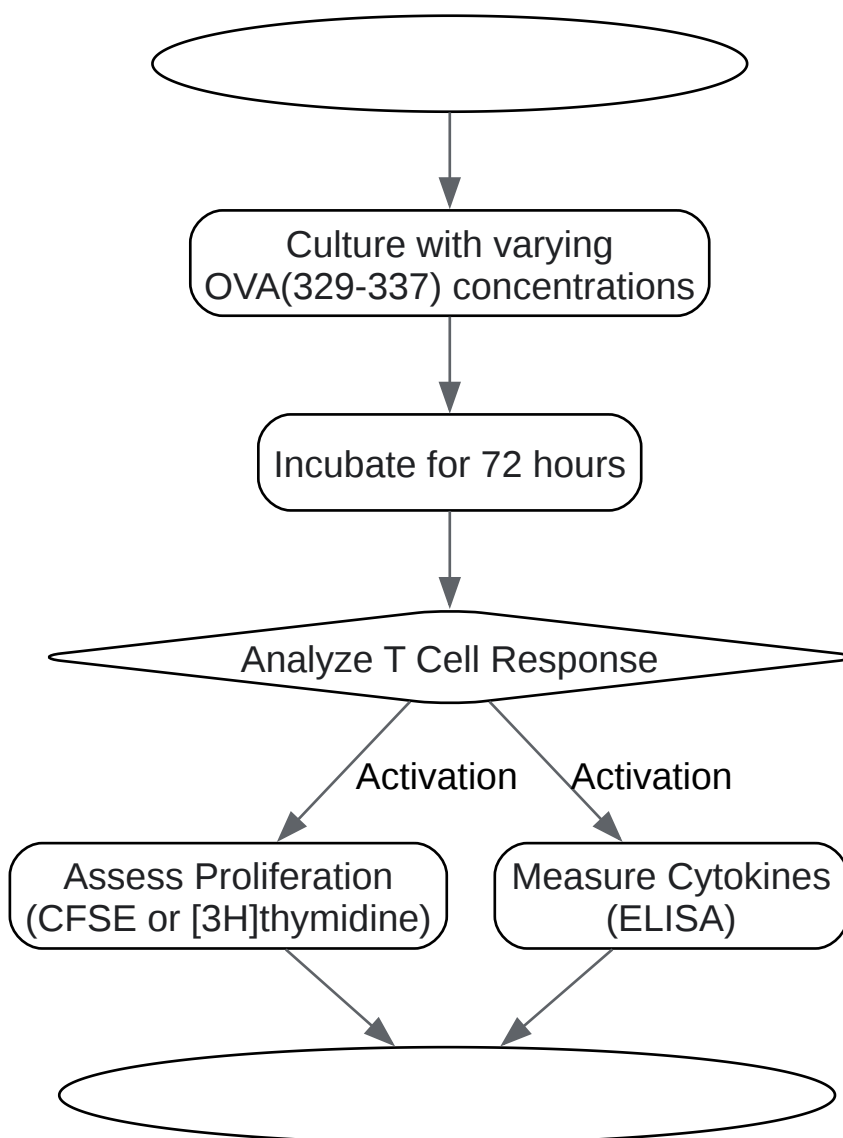 Culture with varying
OVA(329-337) concentrations
Incubate for 72 hours
Analyze T Cell Response
Activation
Activation
Assess Proliferation
(CFSE or [3H]thymidine)
Measure Cytokines
(ELISA)